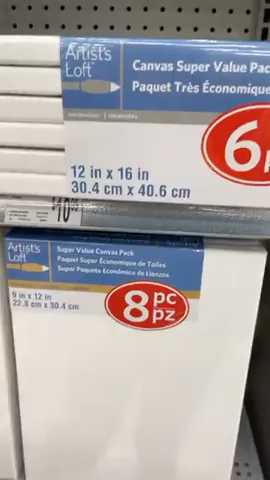 Artist's
Loft
Canvas Super Value Pac
Paquet Très Économique
6p
12 in x 16 in
30.4 cm x 40.6 cm
$10
Artist's
Loft
Super Value Canvas Pack
Paquet Super Économique de Toiles
Super Paquete Económico de Lienzos
9 in x 12 in
22.8 cm x 30.4 cm
8 pc
pz